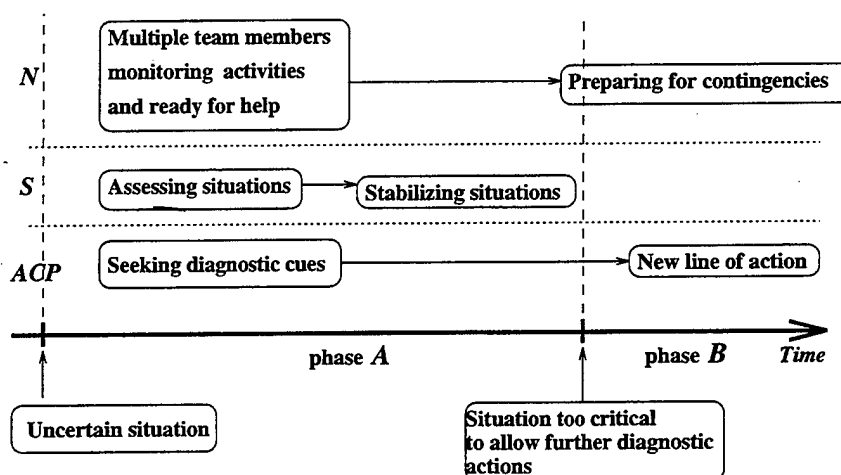 N
Multiple team members
monitoring activities
and ready for help
Preparing for contingencies
S
Assessing situations
Stabilizing situations
ACP
Seeking diagnostic cues
New line of action
phase A
phase B
Time
Uncertain situation
Situation too critical
to allow further diagnostic
actions